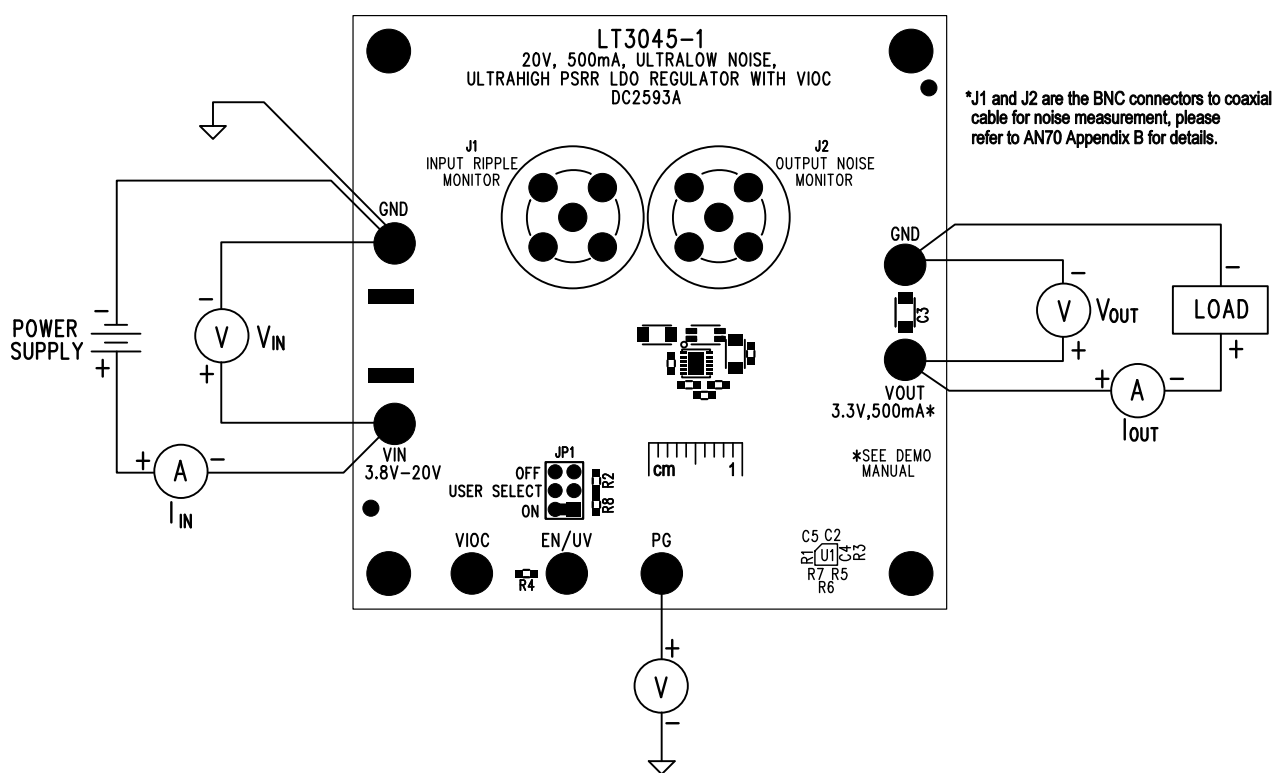 LT3045-1
20V, 500mA, ULTRALOW NOISE,
ULTRAHIGH PSRR LDO REGULATOR WITH VIOC
DC2593A
*J1 and J2 are the BNC connectors to coaxial
cable for noise measurement, please
refer to AN70 Appendix B for details.
J1
INPUT RIPPLE
MONITOR
J2
OUTPUT NOISE
MONITOR
GND
GND
-
-
POWER
SUPPLY
+
-
V
VIN
+
C3
-
V
VOUT
+
-
LOAD
+
VOUT
3.3V,500mA*
+
A
-
IOUT
VIN
3.8V-20V
+
A
-
IIN
*SEE DEMO
MANUAL
cm 1
JP1
OFF
USER SELECT
ON
R2
R8
VIOC
EN/UV
PG
R4
C5 C2
R1
U1
C4
R3
R7 R5
R6
+
V
-